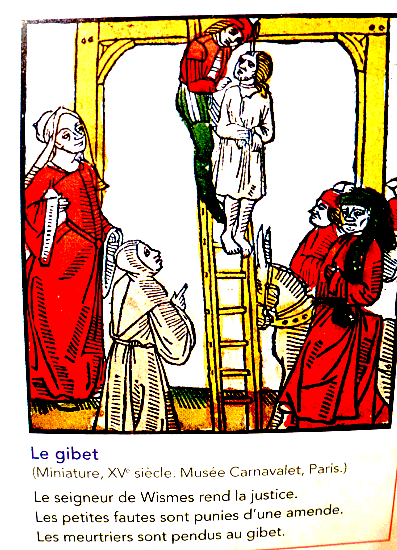 Le gibet
(Miniature, XVe siècle. Musée Carnavalet, Paris.)
Le seigneur de Wismes rend la justice.
Les petites fautes sont punies d'une amende.
Les meurtriers sont pendus au gibet.